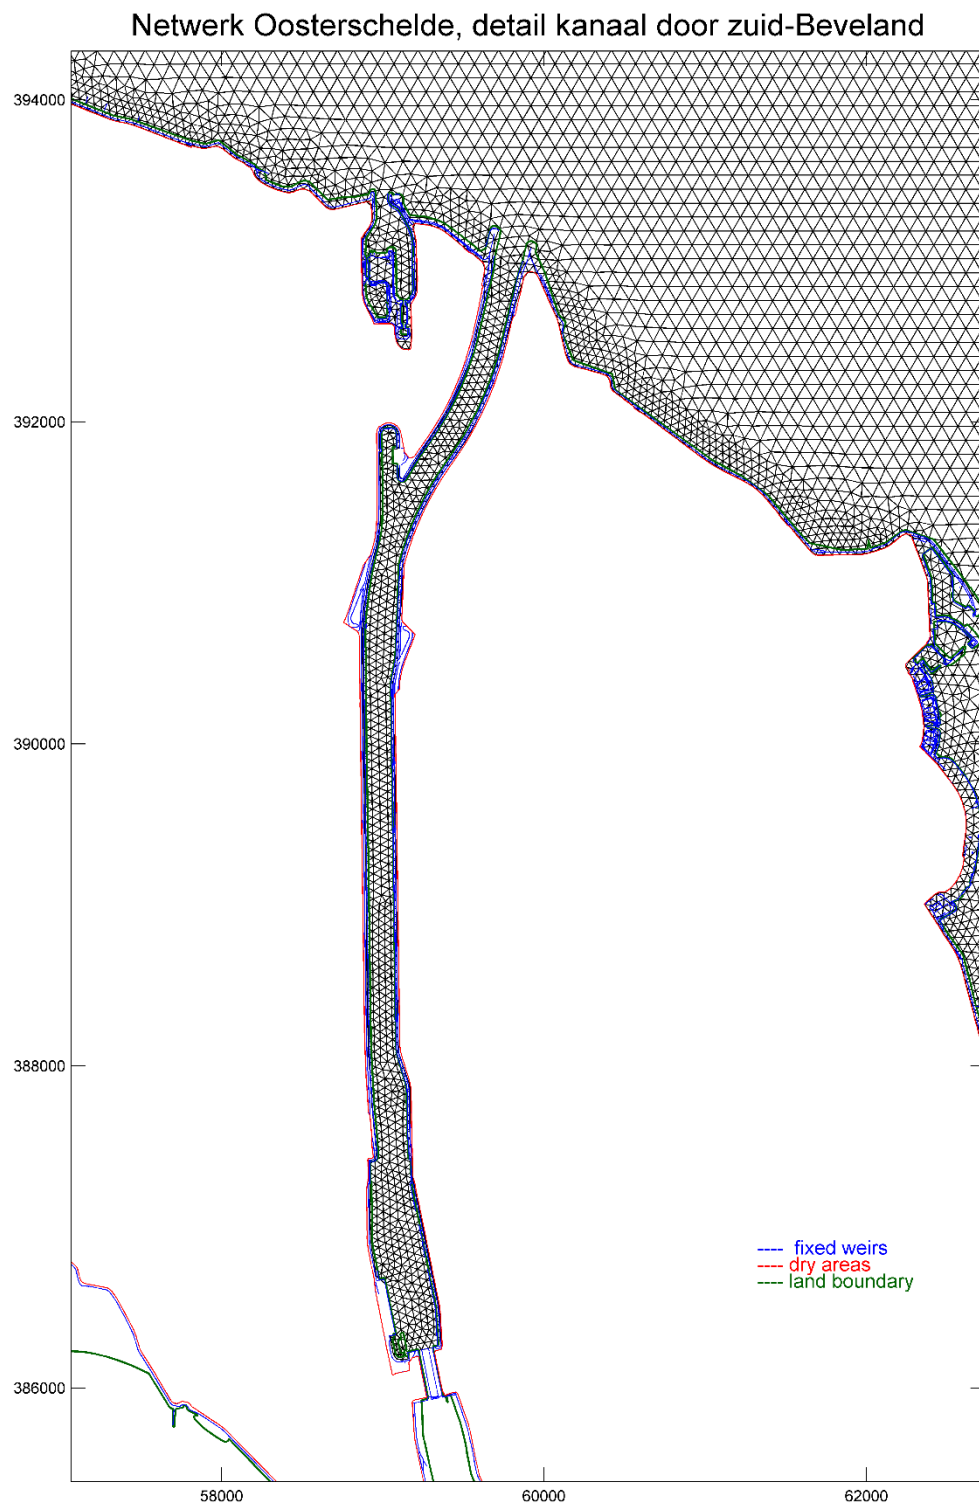 Netwerk Oosterschelde, detail kanaal door zuid-Beveland
394000
392000
390000
388000
386000
fixed weirs
dry areas
land boundary
58000
60000
62000